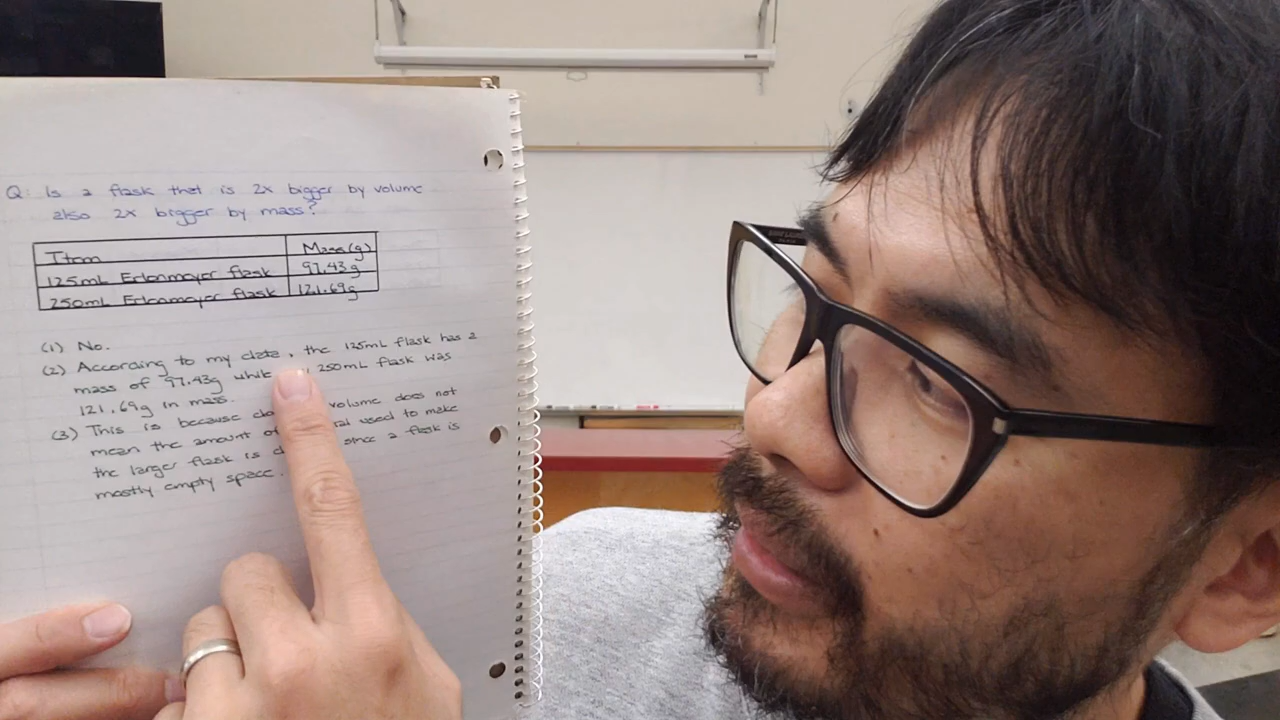 Q: Is a flask that is 2x bigger by volume
also 2x bigger by mass?
Item Mass(g)
125mL Erlenmeyer flask 97.43g
250mL Erlenmeyer flask 121.69g
(1) No.
(2) According to my data, the 125mL flask has a
mass of 97.43g while 250mL flask was
121.69g in mass.
(3) This is because volume does not
mean the amount used to make
the larger flask is since a flask is
mostly empty space.